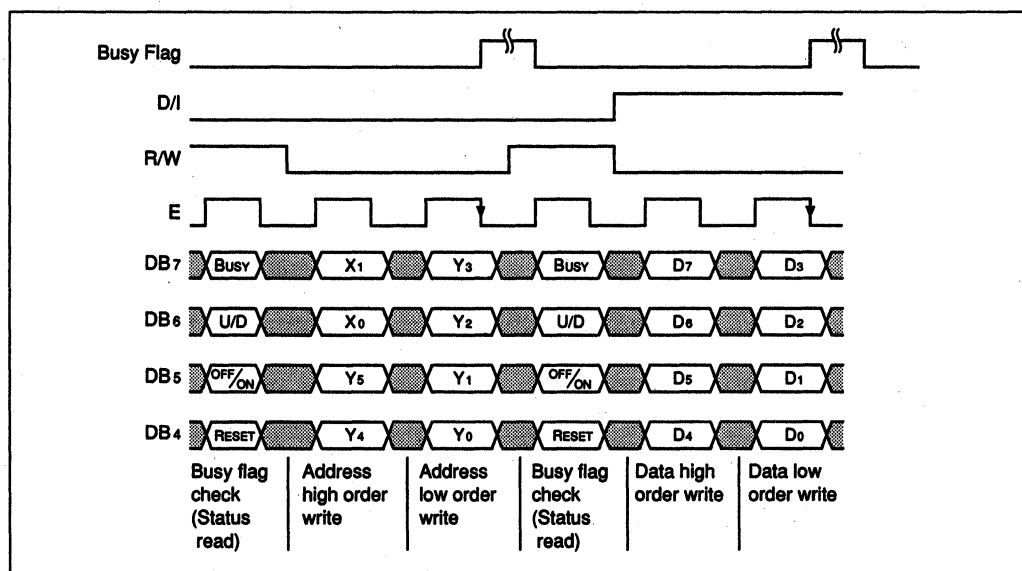 Busy Flag
D/I
R/W
E
DB7 BUSY X1 Y3 BUSY D7 D3
DB6 U/D X0 Y2 U/D D6 D2
DB5 OFF/ON Y5 Y1 OFF/ON D5 D1
DB4 RESET Y4 Y0 RESET D4 D0
Busy flag
check
(Status
read)
Address
high order
write
Address
low order
write
Busy flag
check
(Status
read)
Data high
order write
Data low
order write